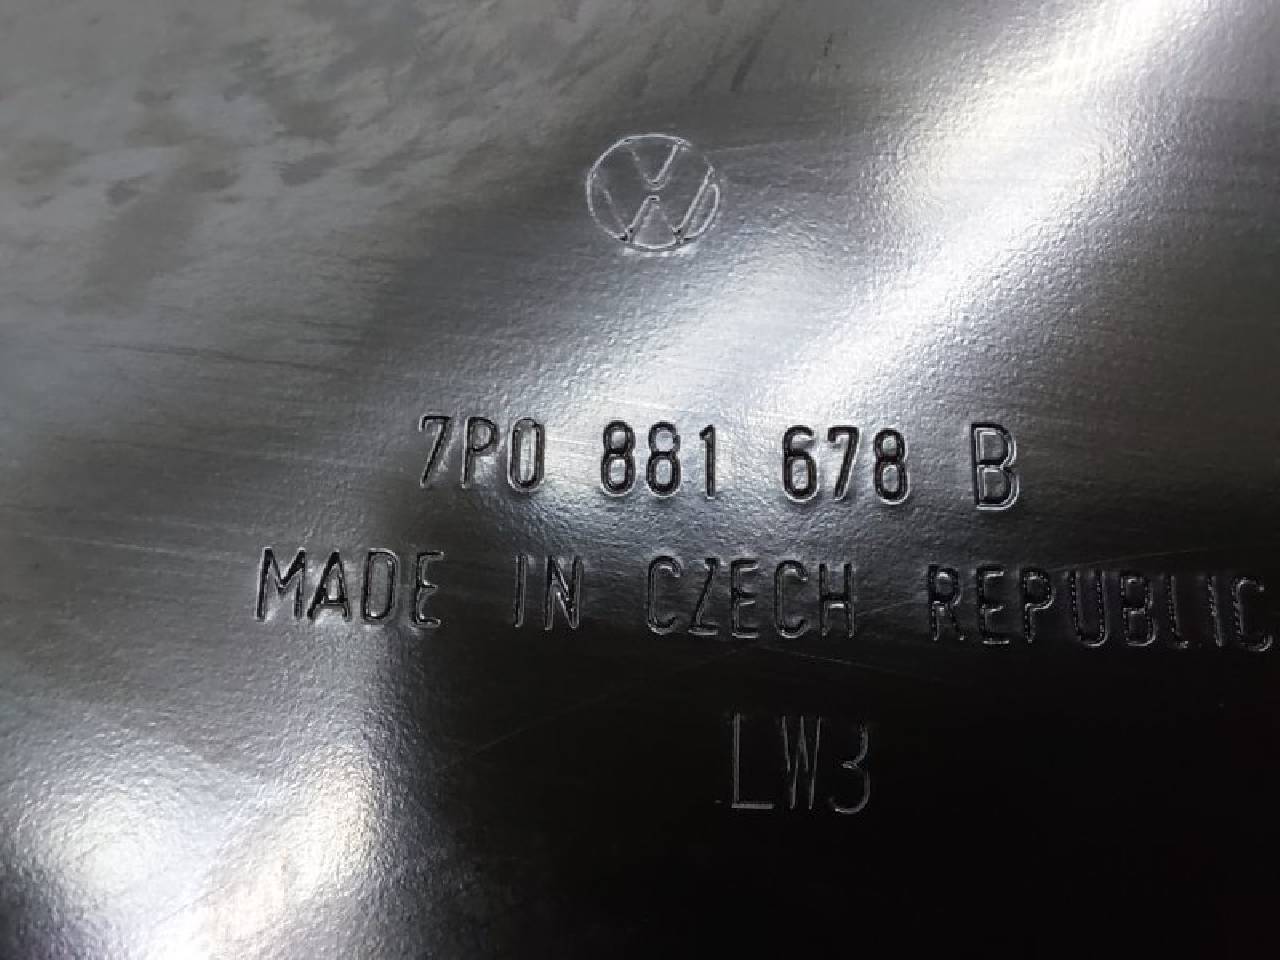 7P0 881 678 B
MADE IN CZECH REPUBLIC
LW3